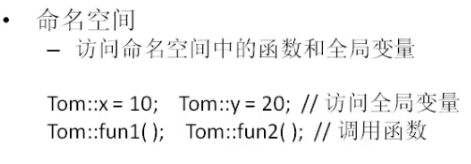 • 命名空间
– 访问命名空间中的函数和全局变量
Tom::x = 10; Tom::y = 20; // 访问全局变量
Tom::fun1( ); Tom::fun2( ); // 调用函数